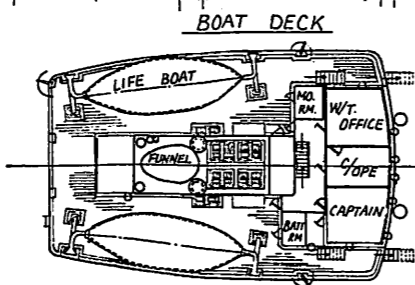 BOAT DECK
LIFE BOAT
MO. RM.
W/T. OFFICE
FUNNEL
C/OPE
CAPTAIN
BATT RM